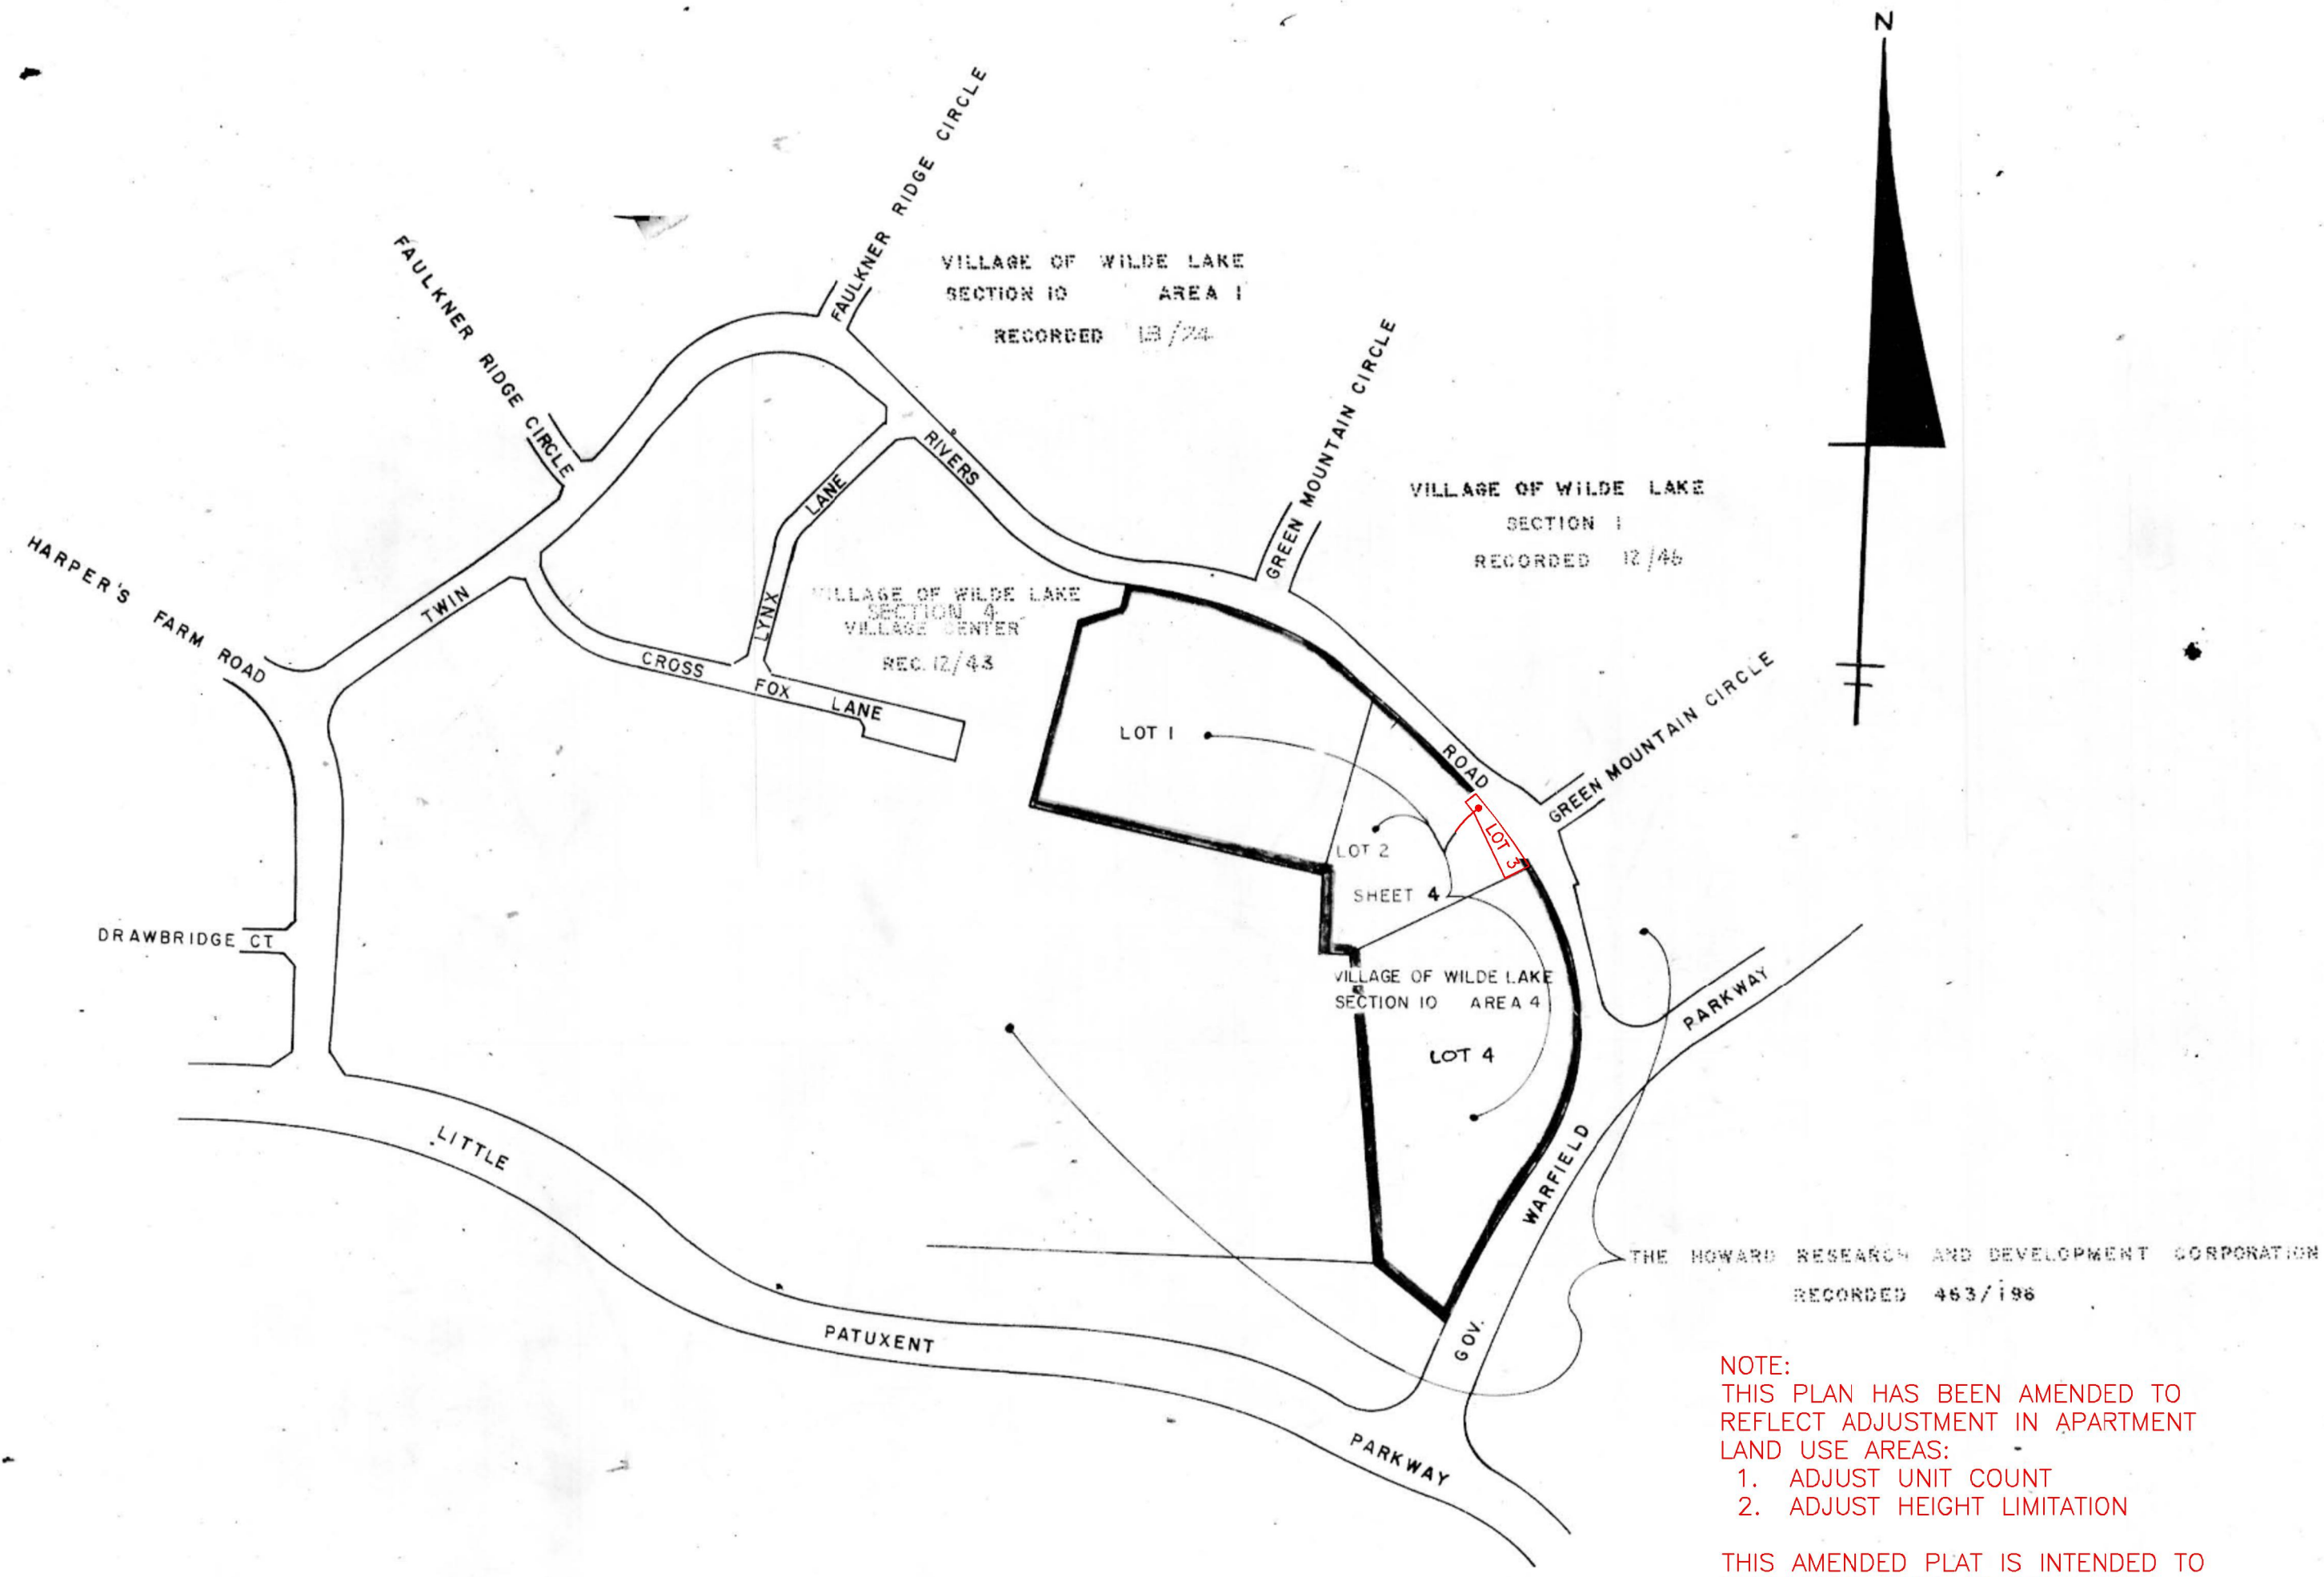 N
FAULKNER RIDGE CIRCLE
FAULKNER RIDGE CIRCLE
VILLAGE OF WILDE LAKE
SECTION 10 AREA 1
RECORDED 13/74
GREEN MOUNTAIN CIRCLE
VILLAGE OF WILDE LAKE
SECTION 1
RECORDED 12/46
HARPER'S FARM ROAD
TWIN
RIVERS
ROAD
LYNX LANE
CROSS FOX LANE
VILLAGE OF WILDE LAKE
SECTION 4
VILLAGE CENTER
REC. 12/43
GREEN MOUNTAIN CIRCLE
LOT 1
LOT 2
LOT 3
SHEET 4
DRAWBRIDGE CT
VILLAGE OF WILDE LAKE
SECTION 10 AREA 4
LOT 4
PARKWAY
LITTLE
PATUXENT
PARKWAY
GOV. WARFIELD
THE HOWARD RESEARCH AND DEVELOPMENT CORPORATION
RECORDED 463/196
NOTE:
THIS PLAN HAS BEEN AMENDED TO
REFLECT ADJUSTMENT IN APARTMENT
LAND USE AREAS:
1. ADJUST UNIT COUNT
2. ADJUST HEIGHT LIMITATION
THIS AMENDED PLAT IS INTENDED TO